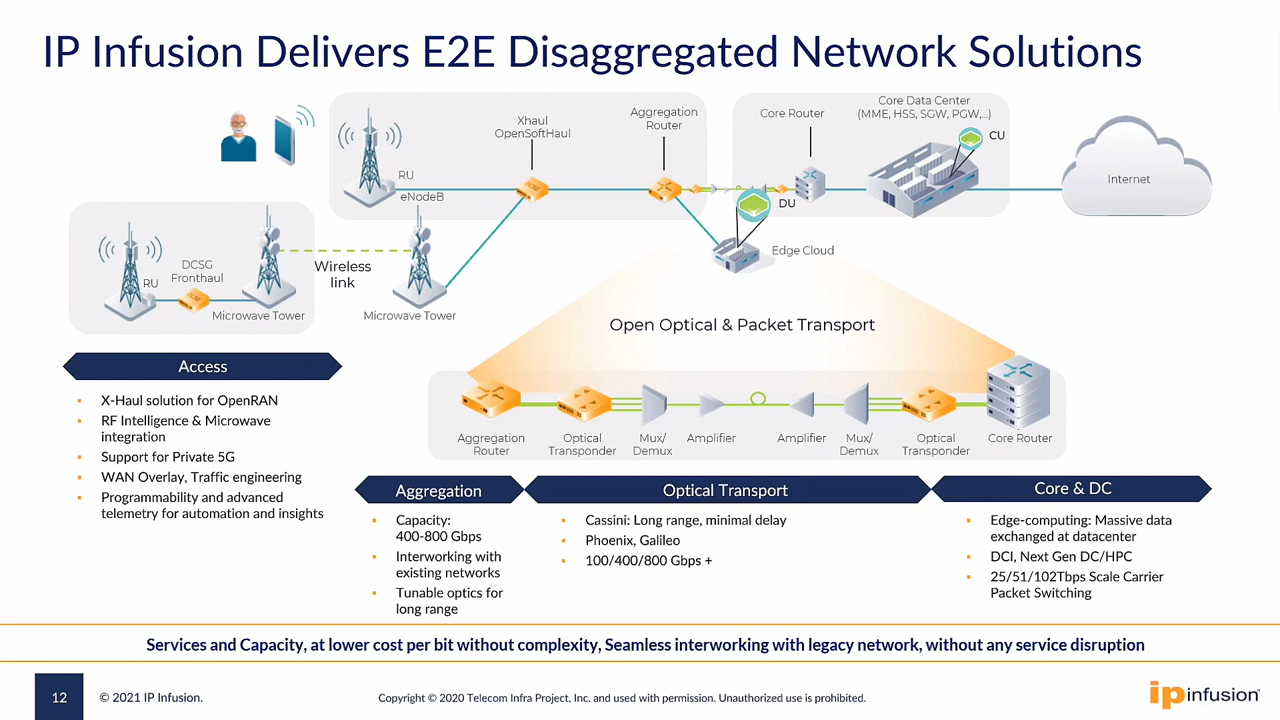 IP Infusion Delivers E2E Disaggregated Network Solutions
Xhaul
OpenSoftHaul
Aggregation
Router
Core Router
Core Data Center
(MME, HSS, SGW, PGW,...)
CU
RU
eNodeB
DU
Internet
Edge Cloud
DCSG
Fronthaul
RU
Microwave Tower
Wireless
link
Microwave Tower
Open Optical & Packet Transport
Aggregation
Router
Optical
Transponder
Mux/
Demux
Amplifier
Amplifier
Mux/
Demux
Optical
Transponder
Core Router
Access
▪ X-Haul solution for OpenRAN
▪ RF Intelligence & Microwave
integration
▪ Support for Private 5G
▪ WAN Overlay, Traffic engineering
▪ Programmability and advanced
telemetry for automation and insights
Aggregation
▪ Capacity:
400-800 Gbps
▪ Interworking with
existing networks
▪ Tunable optics for
long range
Optical Transport
▪ Cassini: Long range, minimal delay
▪ Phoenix, Galileo
▪ 100/400/800 Gbps +
Core & DC
▪ Edge-computing: Massive data
exchanged at datacenter
▪ DCI, Next Gen DC/HPC
▪ 25/51/102Tbps Scale Carrier
Packet Switching
Services and Capacity, at lower cost per bit without complexity, Seamless interworking with legacy network, without any service disruption
12
© 2021 IP Infusion.
Copyright © 2020 Telecom Infra Project, Inc. and used with permission. Unauthorized use is prohibited.
ipinfusion™